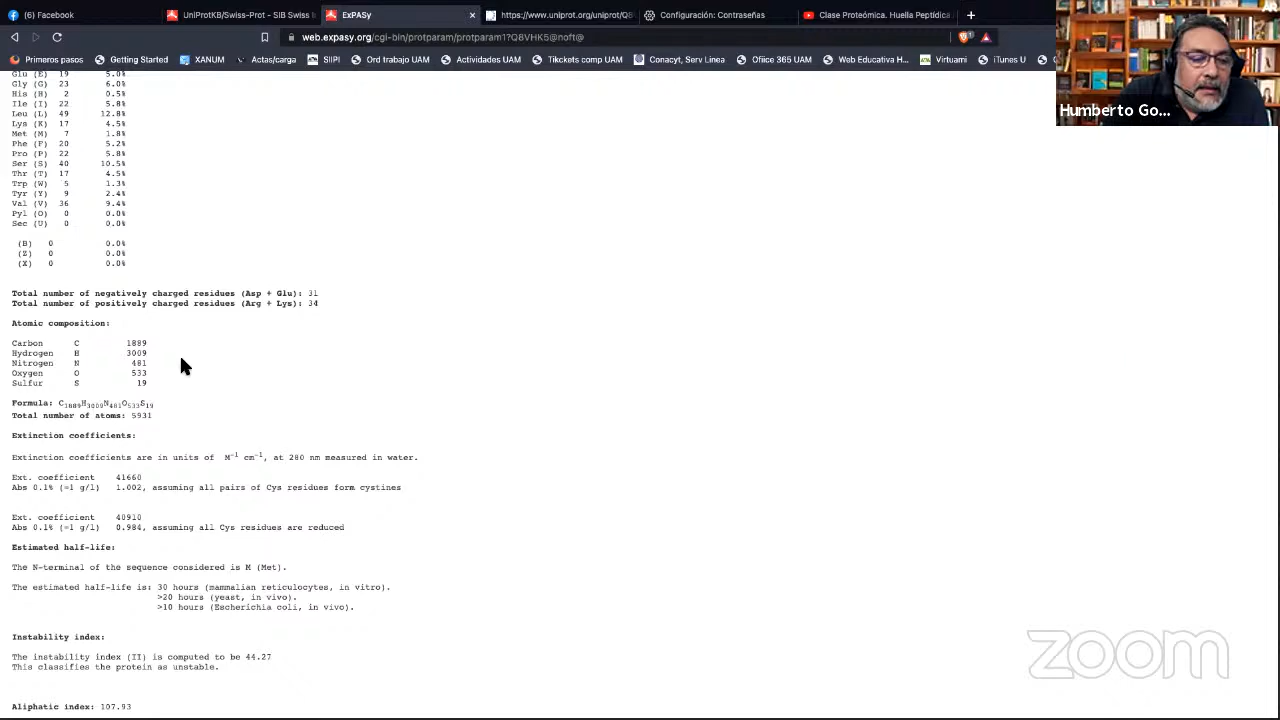 (6) Facebook
UniProtKB/Swiss-Prot - SIB Swiss I
ExPASy
https://www.uniprot.org/uniprot/Q8
Configuración: Contraseñas
Clase Proteómica. Huella Peptídica
web.expasy.org/cgi-bin/protparam/protparam1?Q8VHK5@noft@
Primeros pasos
Getting Started
XANUM
Actas/carga
SIIPI
Ord trabajo UAM
Actividades UAM
Tikckets comp UAM
Conacyt, Serv Linea
Ofiice 365 UAM
Web Educativa H...
Virtuami
iTunes U
Humberto Go...
Glu (E) 19 5.0%
Gly (G) 23 6.0%
His (H) 2 0.5%
Ile (I) 22 5.8%
Leu (L) 49 12.8%
Lys (K) 17 4.5%
Met (M) 7 1.8%
Phe (F) 20 5.2%
Pro (P) 22 5.8%
Ser (S) 40 10.5%
Thr (T) 17 4.5%
Trp (W) 5 1.3%
Tyr (Y) 9 2.4%
Val (V) 36 9.4%
Pyl (O) 0 0.0%
Sec (U) 0 0.0%
(B) 0 0.0%
(Z) 0 0.0%
(X) 0 0.0%
Total number of negatively charged residues (Asp + Glu): 31
Total number of positively charged residues (Arg + Lys): 34
Atomic composition:
Carbon C 1889
Hydrogen H 3009
Nitrogen N 481
Oxygen O 533
Sulfur S 19
Formula: C1889H3009N481O533S19
Total number of atoms: 5931
Extinction coefficients:
Extinction coefficients are in units of M-1 cm-1, at 280 nm measured in water.
Ext. coefficient 41660
Abs 0.1% (=1 g/l) 1.002, assuming all pairs of Cys residues form cystines
Ext. coefficient 40910
Abs 0.1% (=1 g/l) 0.984, assuming all Cys residues are reduced
Estimated half-life:
The N-terminal of the sequence considered is M (Met).
The estimated half-life is: 30 hours (mammalian reticulocytes, in vitro).
>20 hours (yeast, in vivo).
>10 hours (Escherichia coli, in vivo).
Instability index:
The instability index (II) is computed to be 44.27
This classifies the protein as unstable.
Aliphatic index: 107.93
zoom